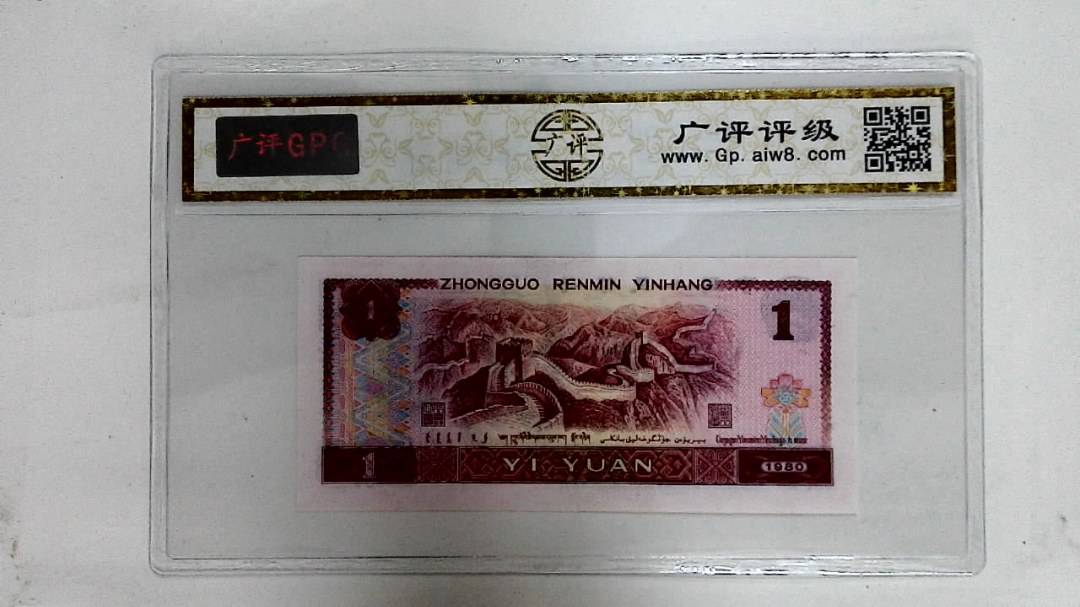 广评GPC
广评
广评评级
www.Gp.aiw8.com
ZHONGGUO RENMIN YINHANG
1
1
1
YI YUAN
1980